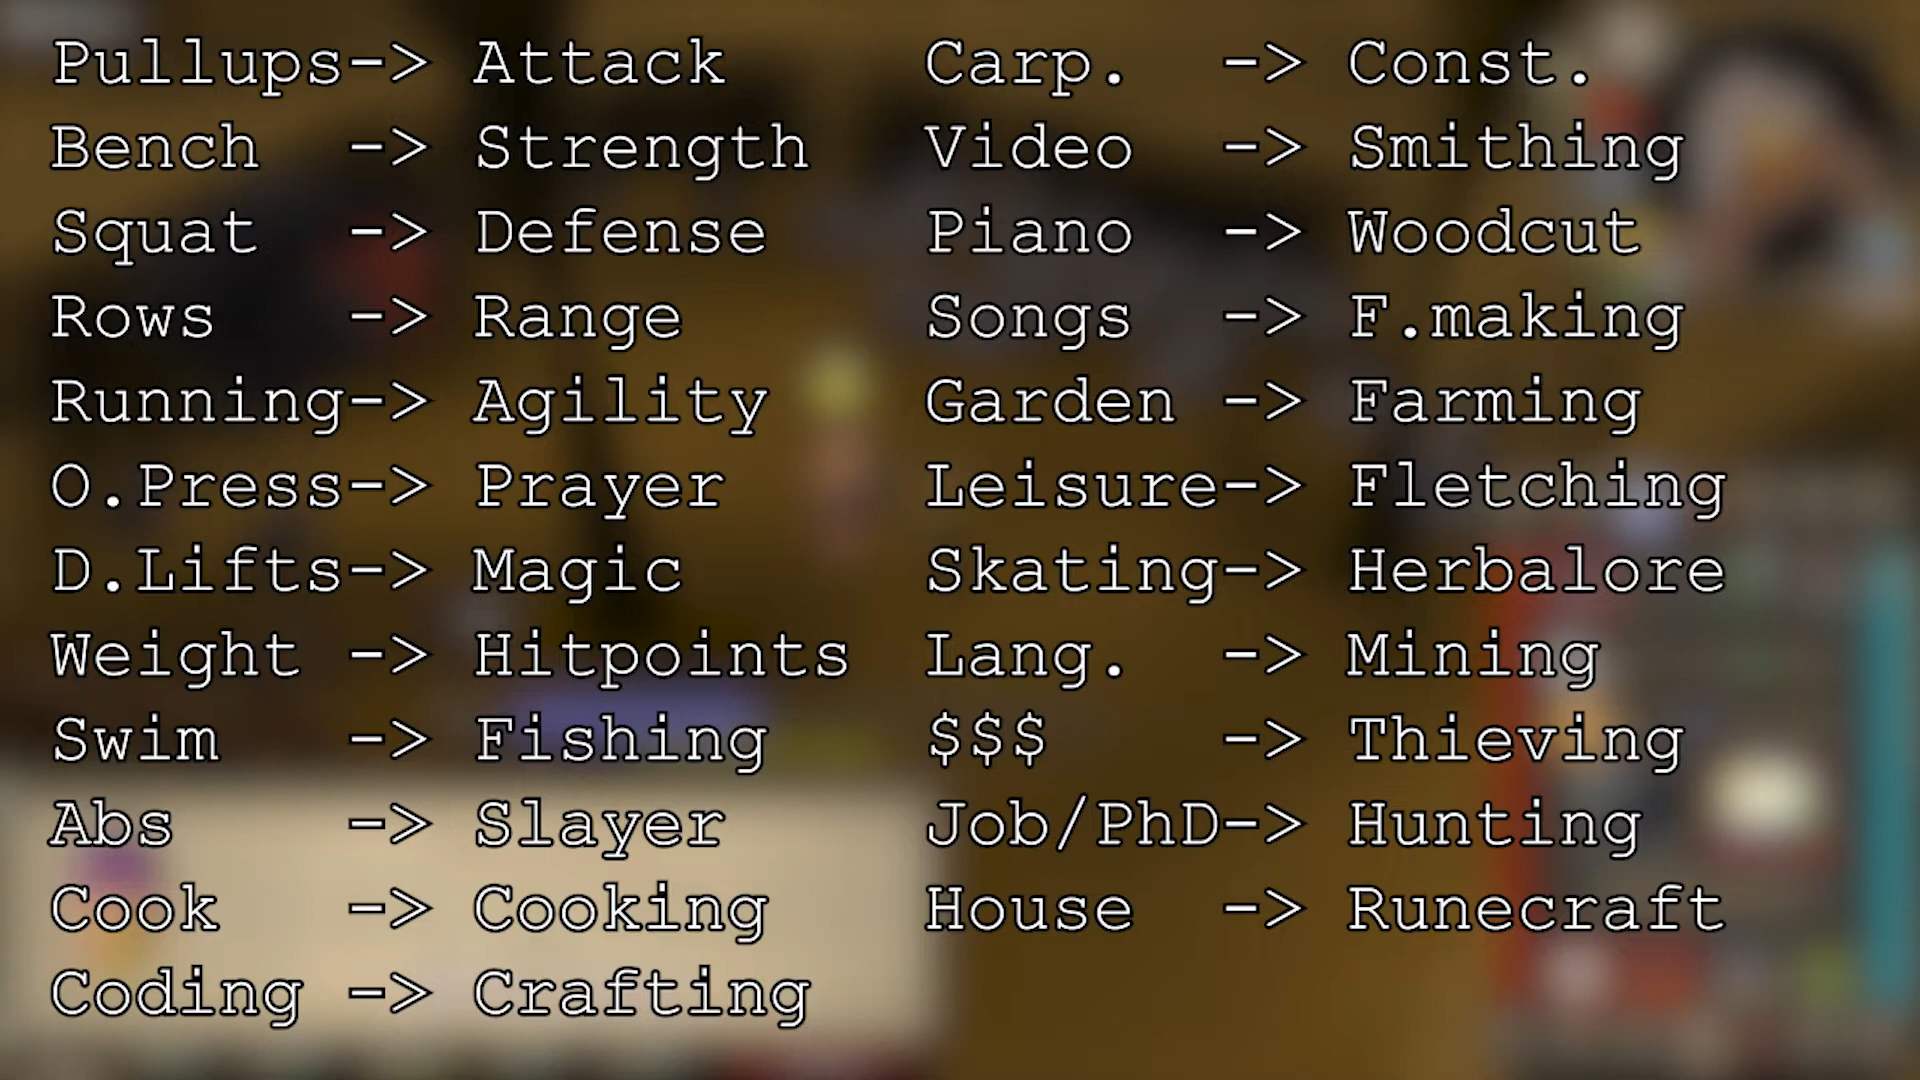 Pullups-> Attack
Bench -> Strength
Squat -> Defense
Rows -> Range
Running-> Agility
O.Press-> Prayer
D.Lifts-> Magic
Weight -> Hitpoints
Swim -> Fishing
Abs -> Slayer
Cook -> Cooking
Coding -> Crafting
Carp. -> Const.
Video -> Smithing
Piano -> Woodcut
Songs -> F.making
Garden -> Farming
Leisure-> Fletching
Skating-> Herbalore
Lang. -> Mining
$$$ -> Thieving
Job/PhD-> Hunting
House -> Runecraft